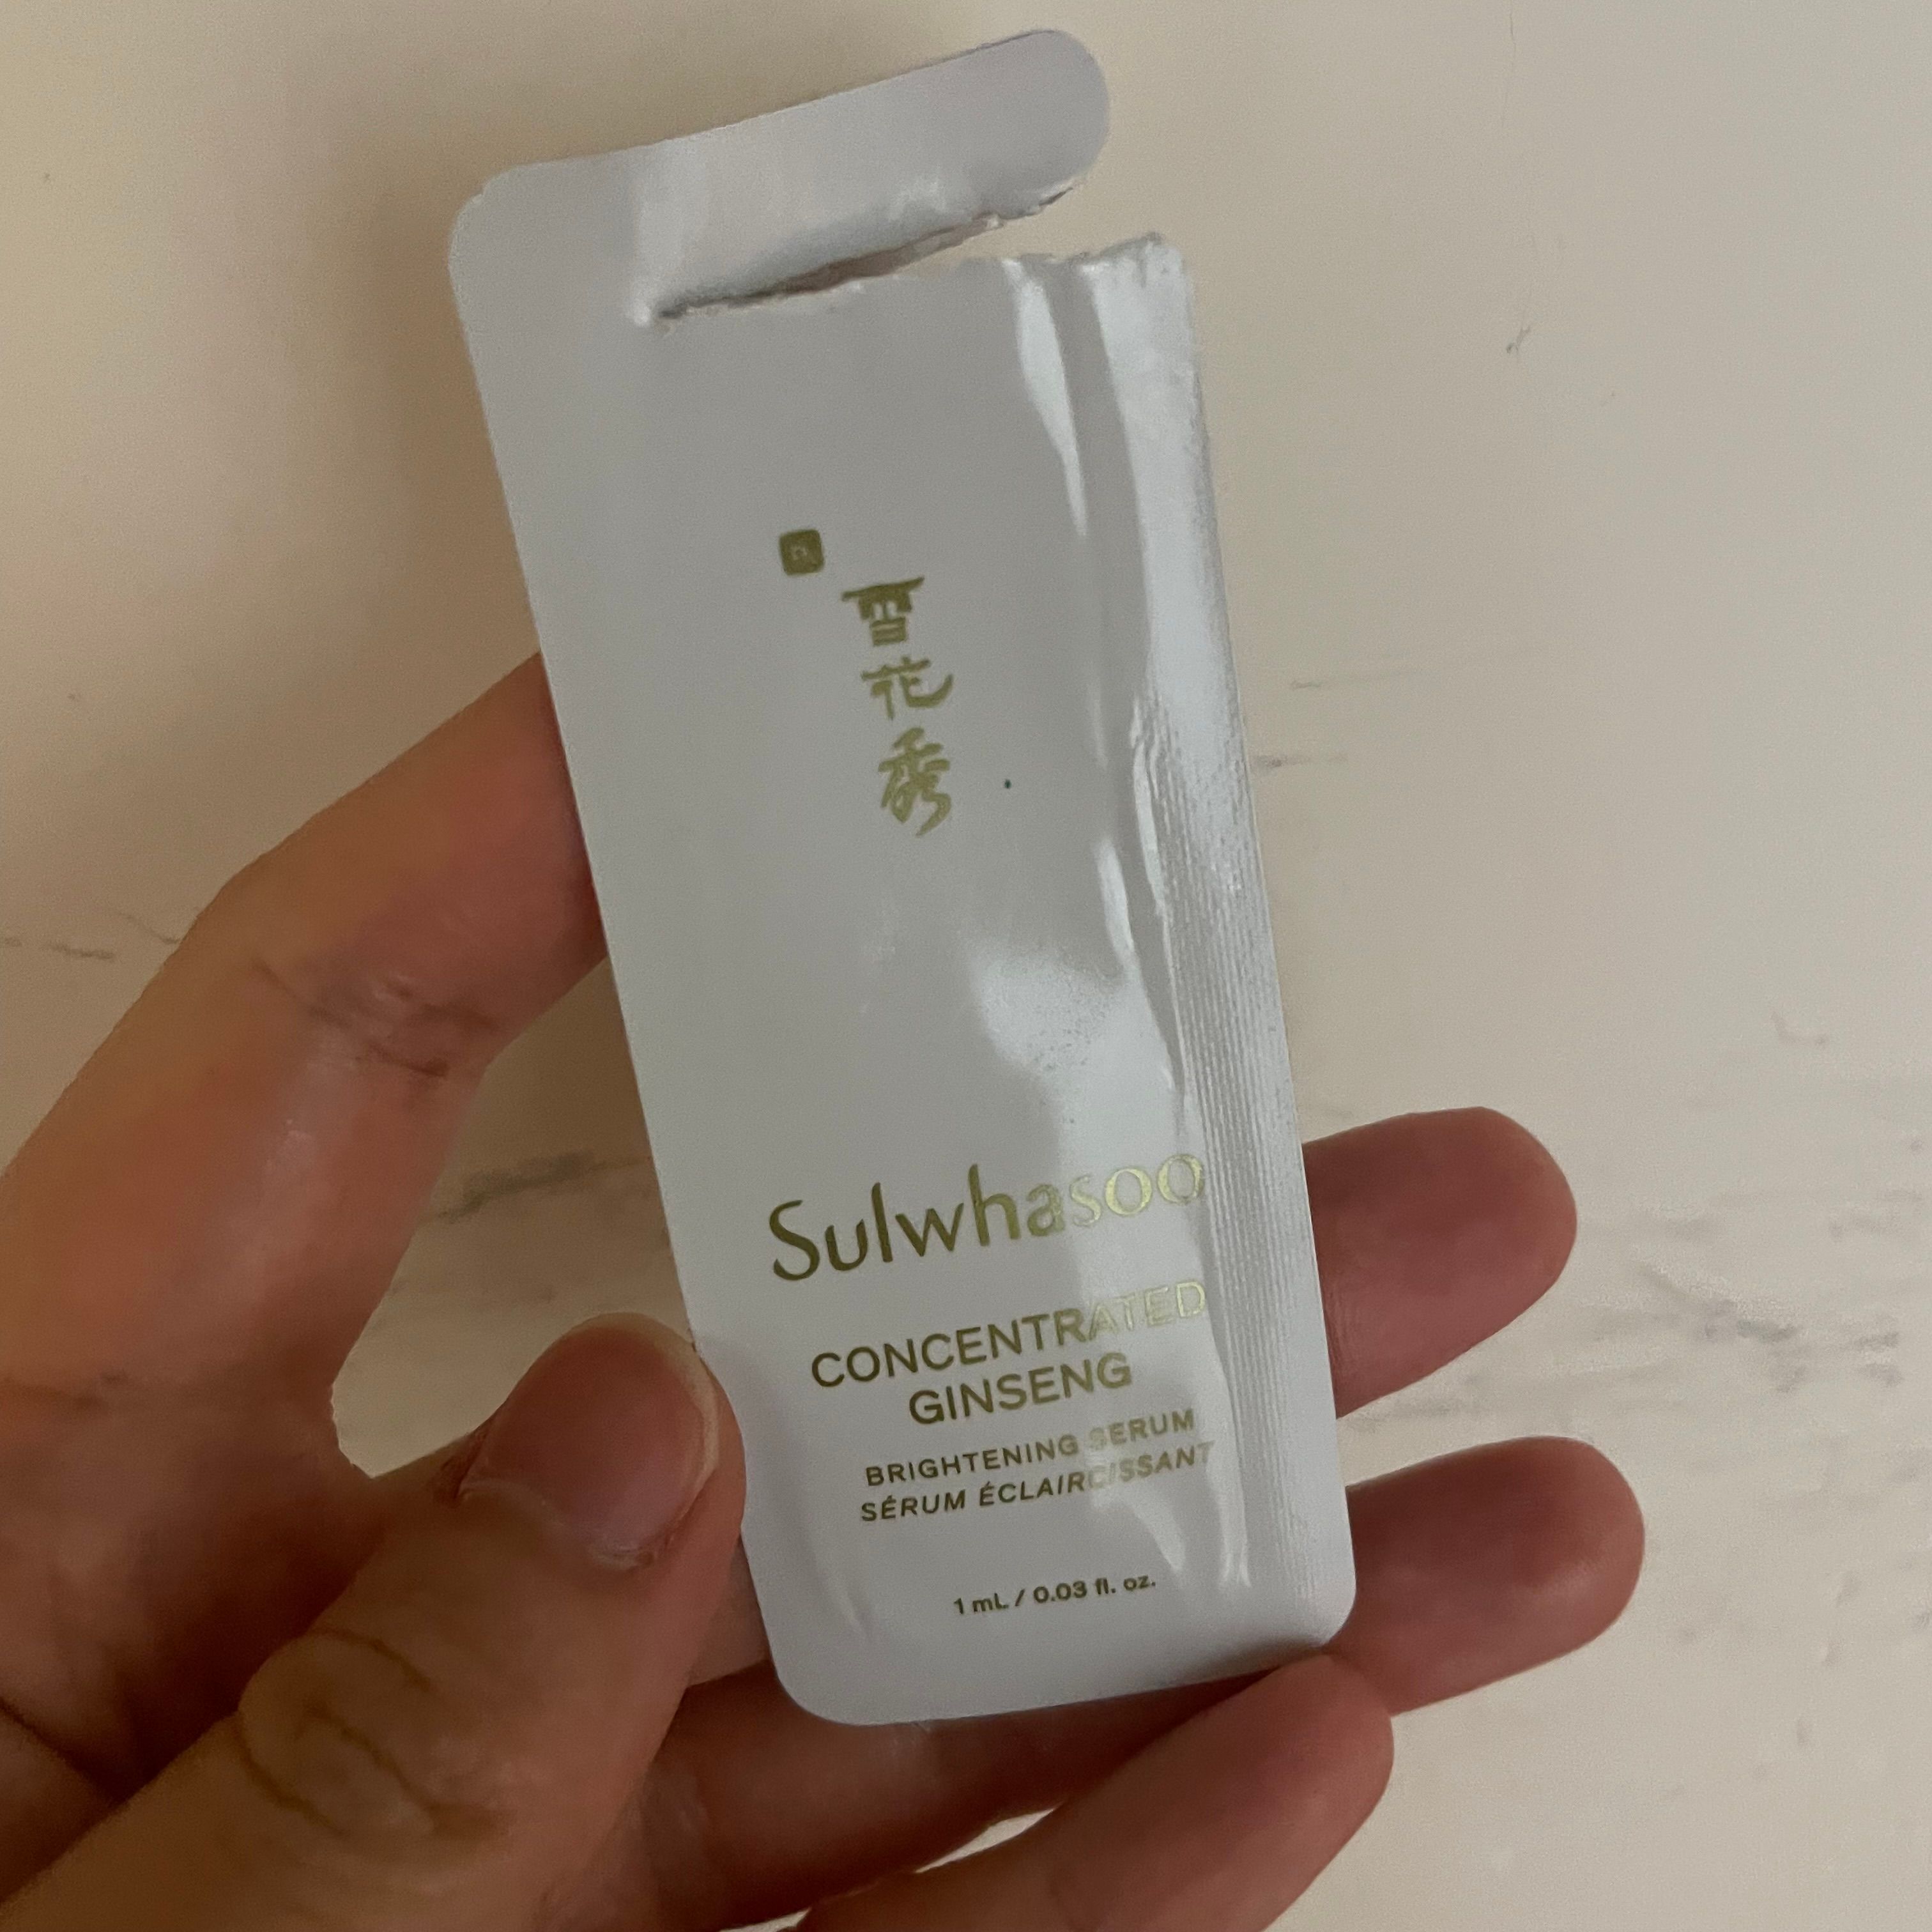 雪
花
秀
Sulwhasoo
CONCENTRATED
GINSENG
BRIGHTENING SERUM
SÉRUM ÉCLAIRCISSANT
1 mL / 0.03 fl. oz.